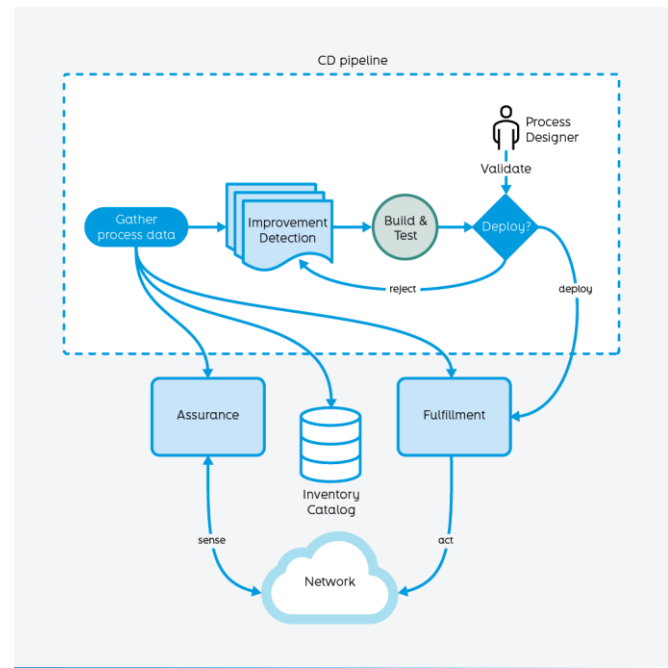 CD pipeline
Process
Designer
Validate
Gather
process data
Improvement
Detection
Build &
Test
Deploy?
reject
deploy
Assurance
Fulfillment
Inventory
Catalog
sense
act
Network